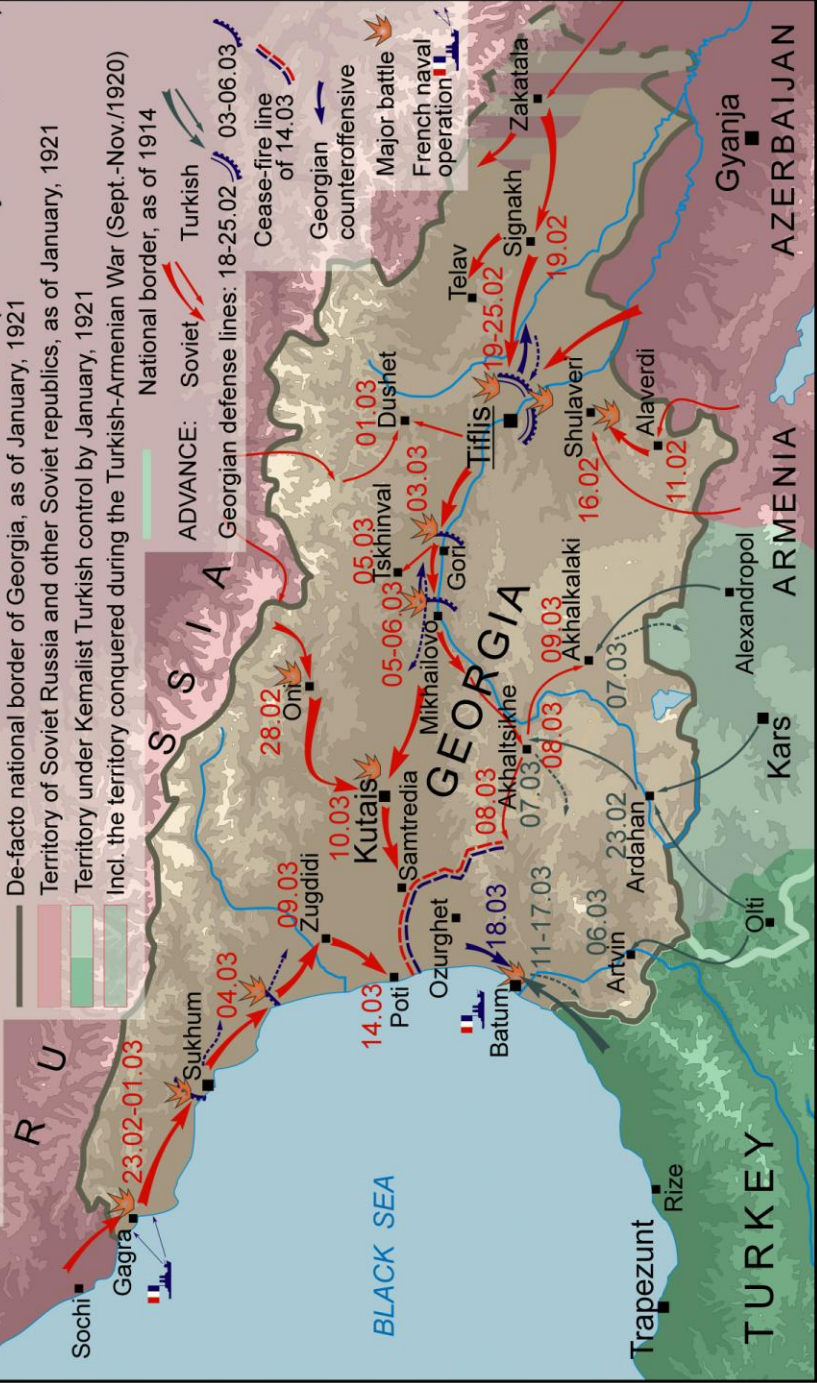 De-facto national border of Georgia, as of January, 1921
Territory of Soviet Russia and other Soviet republics, as of January, 1921
Territory under Kemalist Turkish control by January, 1921
Incl. the territory conquered during the Turkish-Armenian War (Sept.-Nov./1920)
National border, as of 1914
ADVANCE: Soviet Turkish
Georgian defense lines: 18-25.02 03-06.03
Cease-fire line
of 14.03
Georgian
counteroffensive
Major battle
French naval
operation
RUSSIA
Sochi
Gagra
23.02-01.03
Sukhum
04.03
Zugdidi
09.03
28.02
Oni
10.03
Kutais
Samtredia
14.03
Poti
Ozurghet
18.03
Batum
11-17.03
BLACK SEA
GEORGIA
05-06.03
Mikhailovo
05.03
Tskhinval
03.03
Gori
01.03
Dushet
Tiflis
19-25.02
Telav
Signakh
19.02
Zakatala
Shulaveri
16.02
Alaverdi
11.02
Akhaltsikhe
08.03
07.03
08.03
09.03
Akhalkalaki
07.03
Ardahan
23.02
Artvin
06.03
Olti
Kars
Alexandropol
ARMENIA
Gyanja
AZERBAIJAN
Trapezunt
Rize
TURKEY